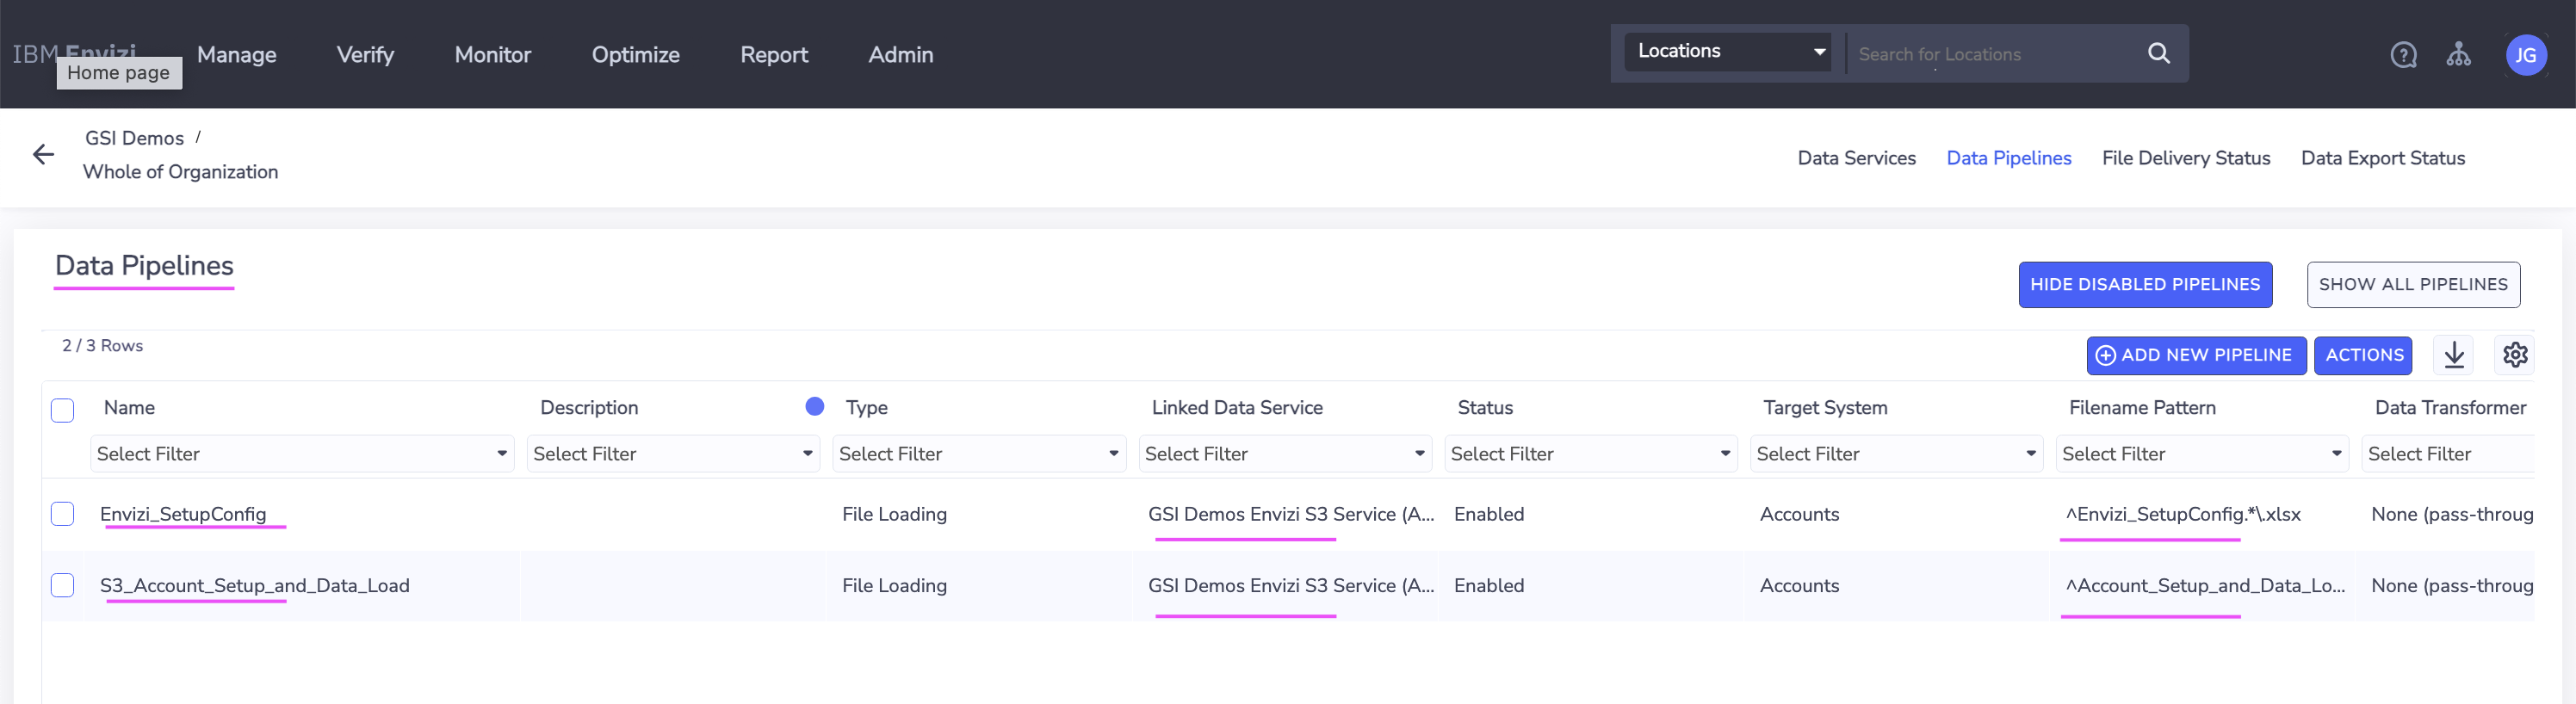 IBM Envizi
Home page
Manage
Verify
Monitor
Optimize
Report
Admin
Locations
Search for Locations
JG
GSI Demos /
Whole of Organization
Data Services
Data Pipelines
File Delivery Status
Data Export Status
Data Pipelines
HIDE DISABLED PIPELINES
SHOW ALL PIPELINES
2 / 3 Rows
ADD NEW PIPELINE
ACTIONS
Name
Description
Type
Linked Data Service
Status
Target System
Filename Pattern
Data Transformer
Select Filter
Select Filter
Select Filter
Select Filter
Select Filter
Select Filter
Select Filter
Select Filter
Envizi_SetupConfig
File Loading
GSI Demos Envizi S3 Service (A...
Enabled
Accounts
^Envizi_SetupConfig.*\.xlsx
None (pass-throug
S3_Account_Setup_and_Data_Load
File Loading
GSI Demos Envizi S3 Service (A...
Enabled
Accounts
^Account_Setup_and_Data_Lo...
None (pass-throug